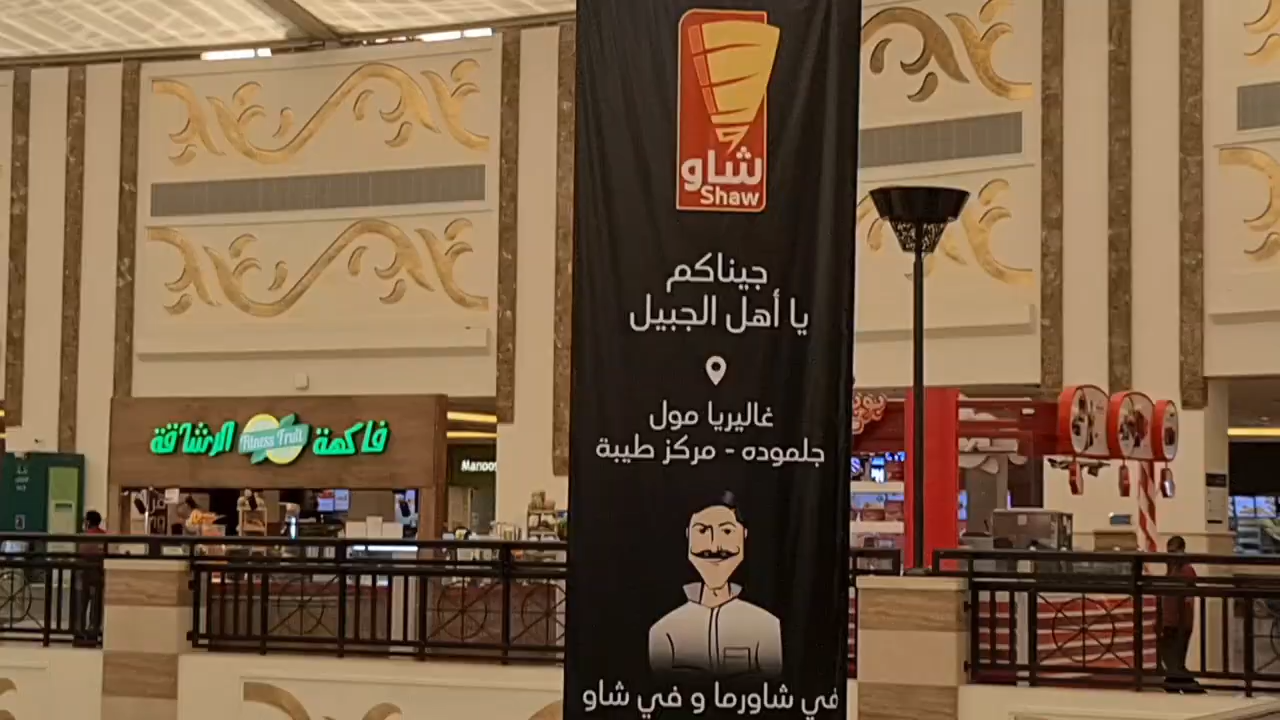 شاو
Shaw
جيناكم
يا أهل الجبيل
غاليريا مول
جلموده - مركز طيبة
في شاورما و في شاو
فاكهة الرشاقة
Fitness Fruit
Manoo